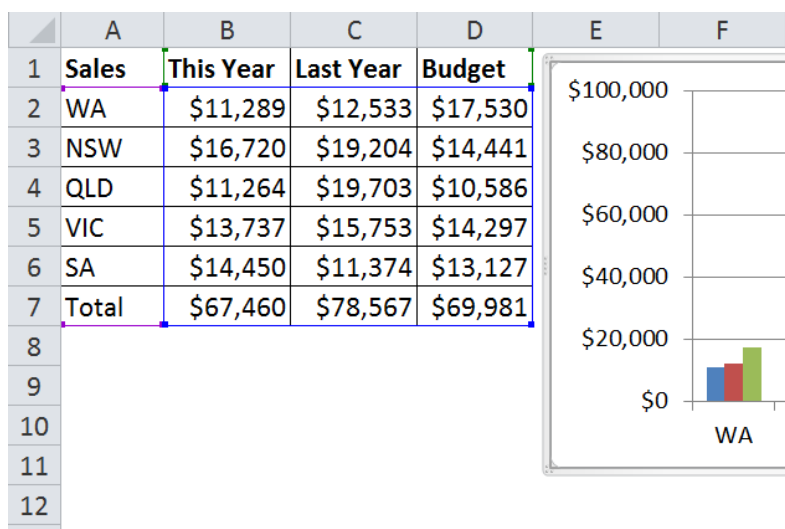 A B C D E F
1 Sales This Year Last Year Budget
2 WA $11,289 $12,533 $17,530
3 NSW $16,720 $19,204 $14,441
4 QLD $11,264 $19,703 $10,586
5 VIC $13,737 $15,753 $14,297
6 SA $14,450 $11,374 $13,127
7 Total $67,460 $78,567 $69,981
8
9
10
11
12
$100,000
$80,000
$60,000
$40,000
$20,000
$0
WA